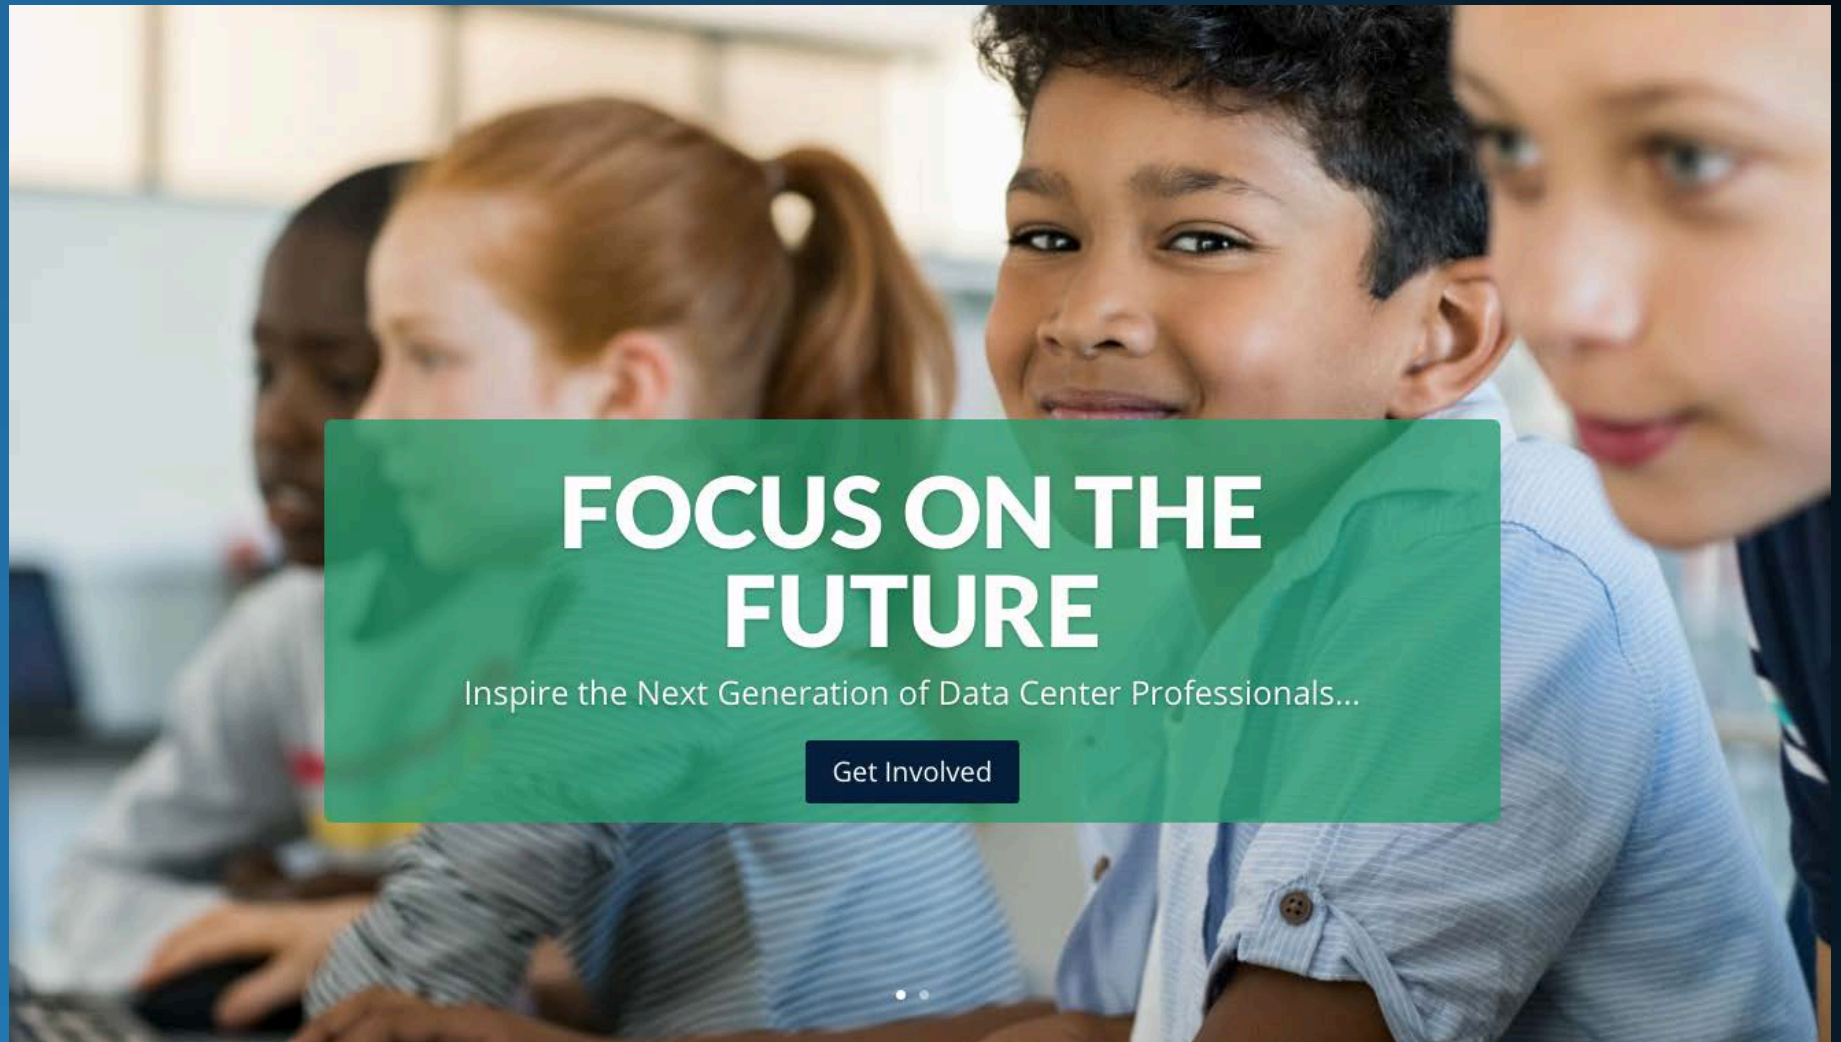 FOCUS ON THE
FUTURE
Inspire the Next Generation of Data Center Professionals...
Get Involved